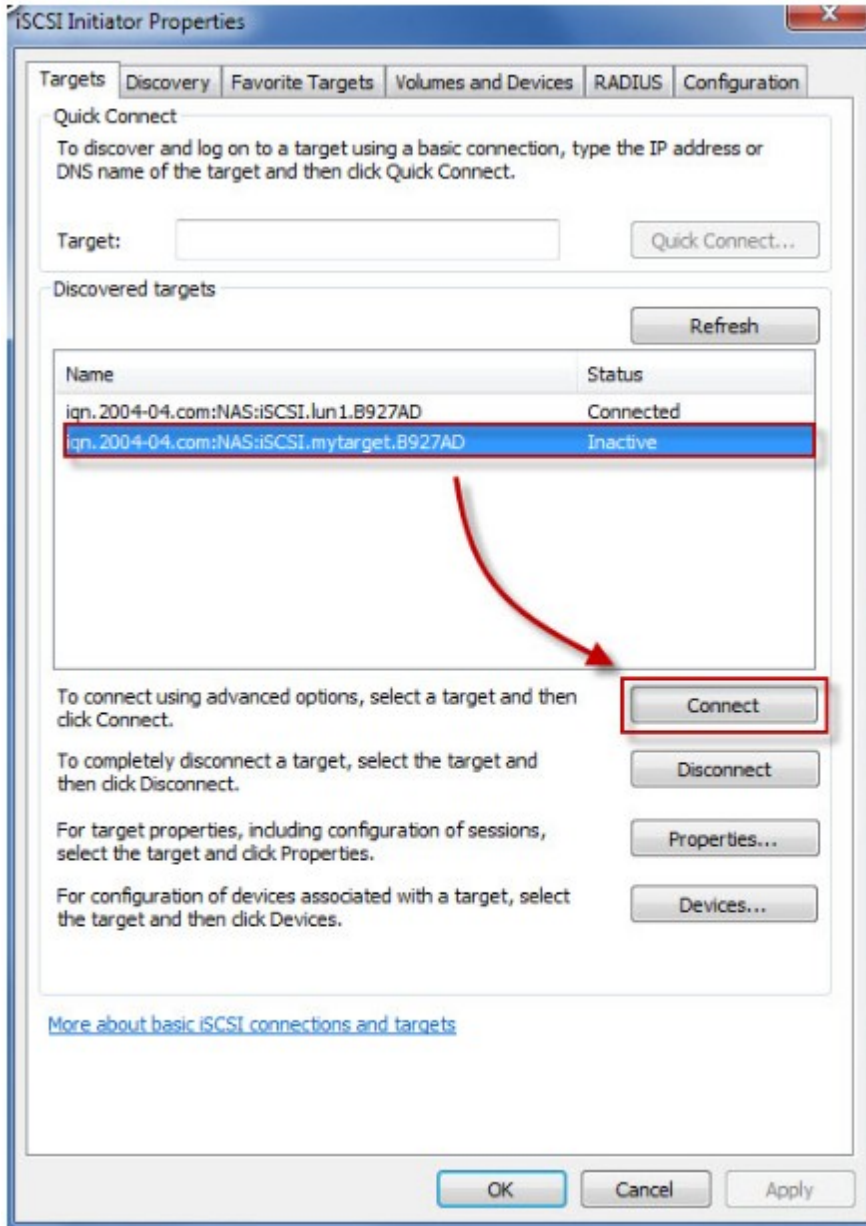 iSCSI Initiator Properties
Targets Discovery Favorite Targets Volumes and Devices RADIUS Configuration
Quick Connect
To discover and log on to a target using a basic connection, type the IP address or
DNS name of the target and then click Quick Connect.
Target: Quick Connect...
Discovered targets
Refresh
Name Status
iqn.2004-04.com:NAS:iSCSI.lun1.B927AD Connected
iqn.2004-04.com:NAS:iSCSI.mytarget.B927AD Inactive
To connect using advanced options, select a target and then
click Connect.
Connect
To completely disconnect a target, select the target and
then click Disconnect.
Disconnect
For target properties, including configuration of sessions,
select the target and click Properties.
Properties...
For configuration of devices associated with a target, select
the target and then click Devices.
Devices...
More about basic iSCSI connections and targets
OK Cancel Apply